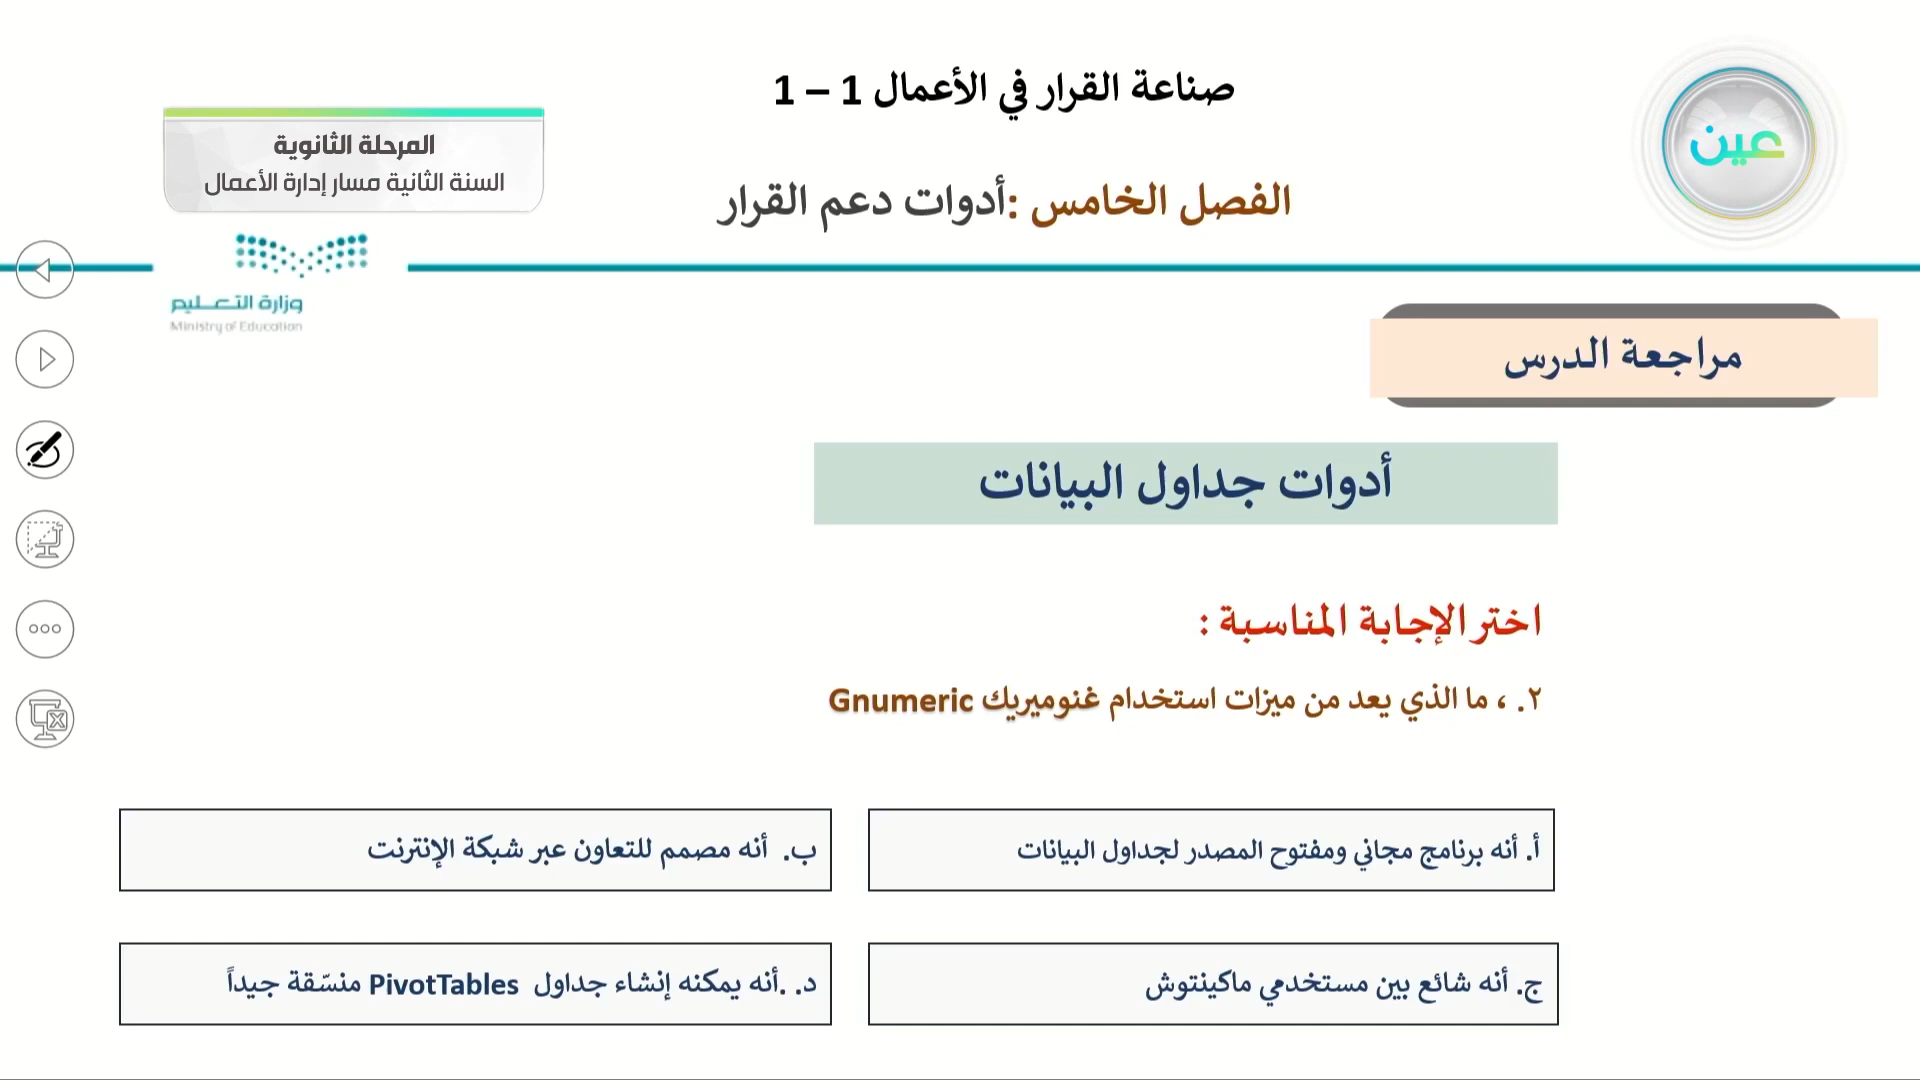 صناعة القرار في الأعمال 1 – 1
عين
المرحلة الثانوية
السنة الثانية مسار إدارة الأعمال
الفصل الخامس :أدوات دعم القرار
وزارة التعليم
Ministry of Education
مراجعة الدرس
أدوات جداول البيانات
اختر الإجابة المناسبة :
٢. ، ما الذي يعد من ميزات استخدام غنوميريك Gnumeric
أ. أنه برنامج مجاني ومفتوح المصدر لجداول البيانات
ب. أنه مصمم للتعاون عبر شبكة الإنترنت
ج. أنه شائع بين مستخدمي ماكينتوش
د. .أنه يمكنه إنشاء جداول PivotTables منسّقة جيداً